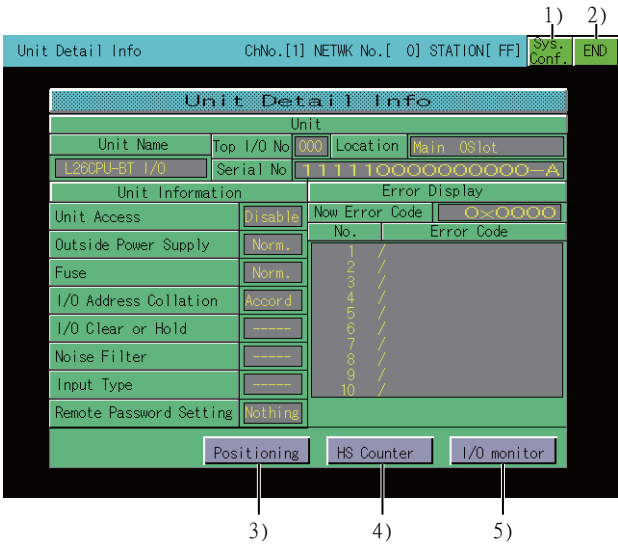 1) 2)
Unit Detail Info ChNo.[1] NETWK No.[ 0] STATION[ FF] Sys. Conf. END
Unit Detail Info
Unit
Unit Name Top I/O No 000 Location Main 0Slot
L26CPU-BT I/O Serial No 111110000000000-A
Unit Information Error Display
Unit Access Disable Now Error Code 0x0000
No. Error Code
Outside Power Supply Norm.
Fuse Norm.
I/O Address Collation Accord
I/O Clear or Hold -----
Noise Filter -----
Input Type -----
Remote Password Setting Nothing
1 /
2 /
3 /
4 /
5 /
6 /
7 /
8 /
9 /
10 /
Positioning HS Counter I/O monitor
3) 4) 5)